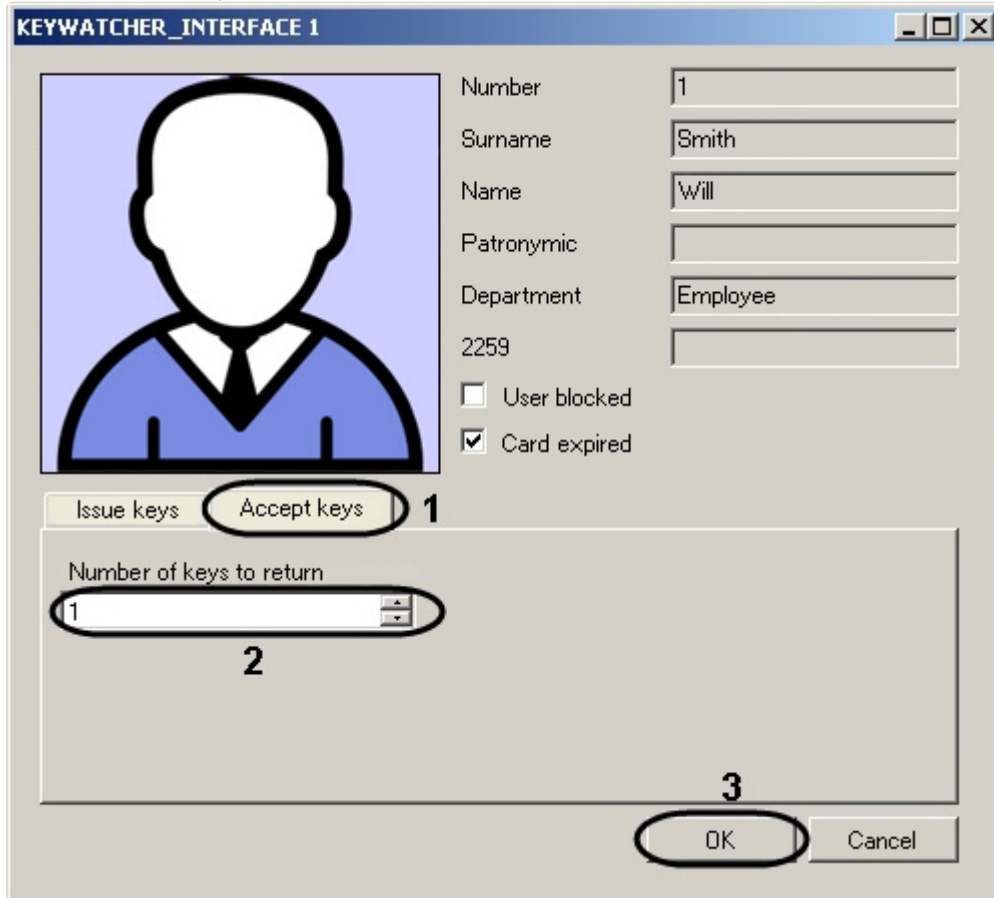 KEYWATCHER_INTERFACE 1
Number 1
Surname Smith
Name Will
Patronymic
Department Employee
2259
User blocked
Card expired
Issue keys Accept keys 1
Number of keys to return
1
2
3
OK Cancel